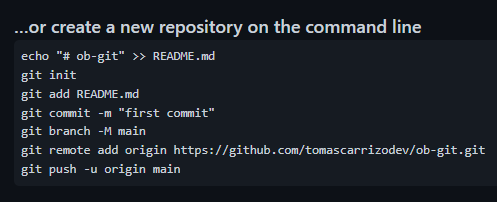 ...or create a new repository on the command line
echo "# ob-git" >> README.md
git init
git add README.md
git commit -m "first commit"
git branch -M main
git remote add origin https://github.com/tomascarrizodev/ob-git.git
git push -u origin main